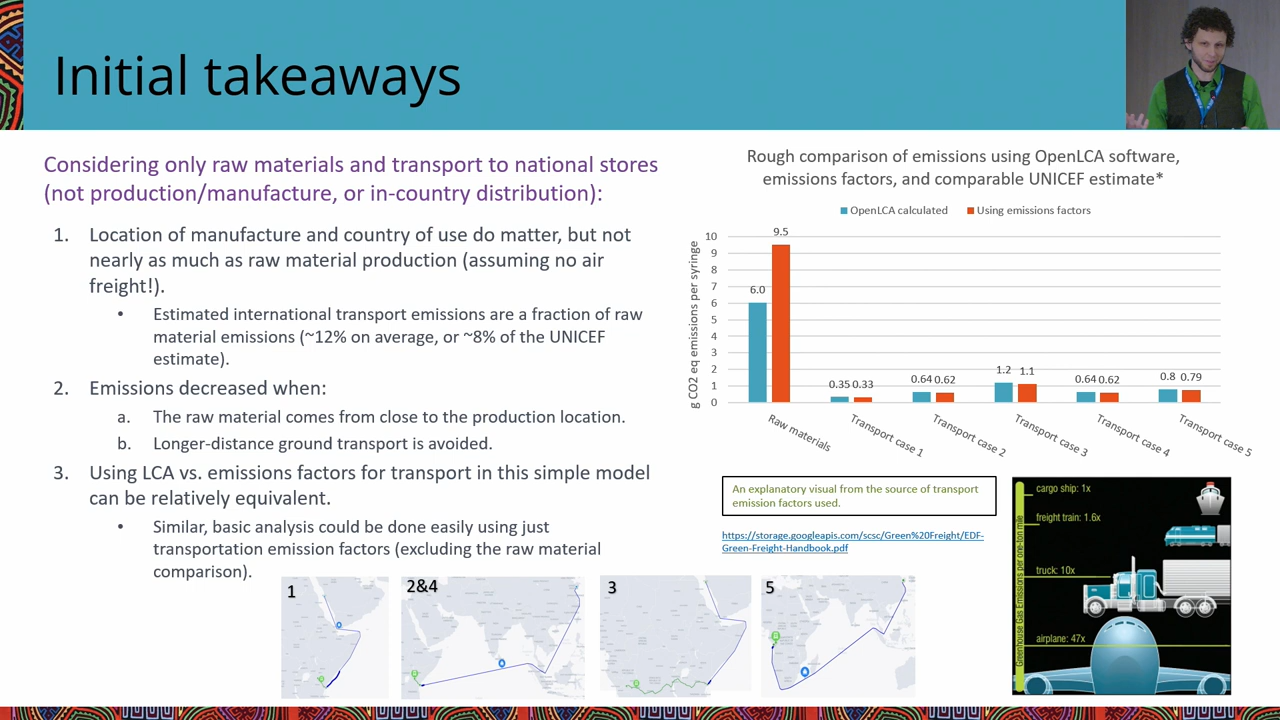 Initial takeaways
Considering only raw materials and transport to national stores
(not production/manufacture, or in-country distribution):
1. Location of manufacture and country of use do matter, but not
nearly as much as raw material production (assuming no air
freight!).
• Estimated international transport emissions are a fraction of raw
material emissions (~12% on average, or ~8% of the UNICEF
estimate).
2. Emissions decreased when:
a. The raw material comes from close to the production location.
b. Longer-distance ground transport is avoided.
3. Using LCA vs. emissions factors for transport in this simple model
can be relatively equivalent.
• Similar, basic analysis could be done easily using just
transportation emission factors (excluding the raw material
comparison).
Rough comparison of emissions using OpenLCA software,
emissions factors, and comparable UNICEF estimate*
OpenLCA calculated Using emissions factors
g CO2 eq emissions per syringe
10
9
8
7
6
5
4
3
2
1
0
6.0 9.5
0.35 0.33
0.64 0.62
1.2 1.1
0.64 0.62
0.8 0.79
Raw materials
Transport case 1
Transport case 2
Transport case 3
Transport case 4
Transport case 5
An explanatory visual from the source of transport
emission factors used.
https://storage.googleapis.com/scsc/Green%20Freight/EDF-
Green-Freight-Handbook.pdf
Greenhouse Gas Emissions per one-ton mile
cargo ship: 1x
freight train: 1.6x
truck: 10x
airplane: 47x
1
2&4
3
5